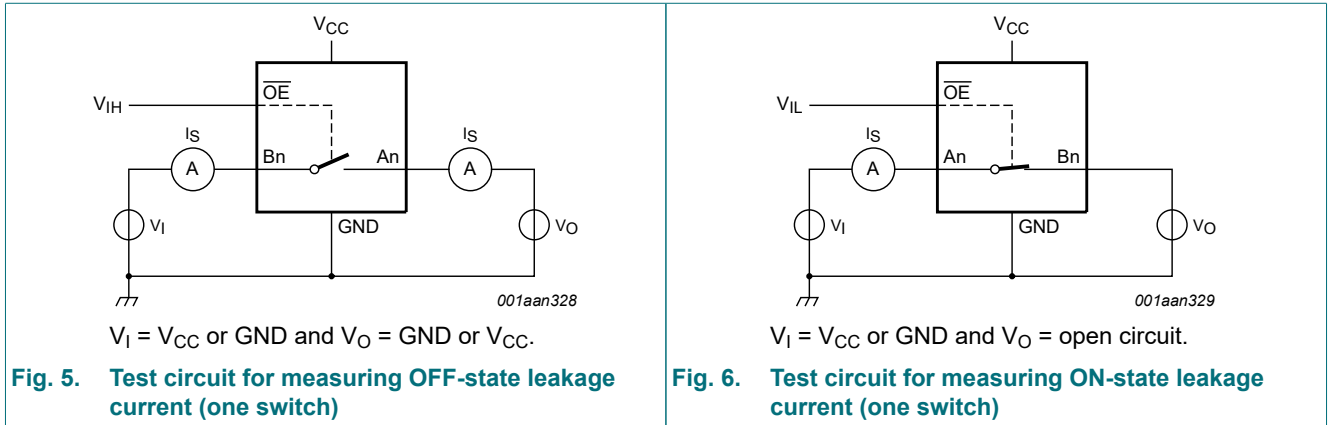 VCC
OE
VIH
IS
IS
Bn
An
A
A
VI
GND
VO
001aan328
VI = VCC or GND and VO = GND or VCC.
Fig. 5. Test circuit for measuring OFF-state leakage
current (one switch)
VCC
OE
VIL
IS
An
Bn
A
VI
GND
VO
001aan329
VI = VCC or GND and VO = open circuit.
Fig. 6. Test circuit for measuring ON-state leakage
current (one switch)